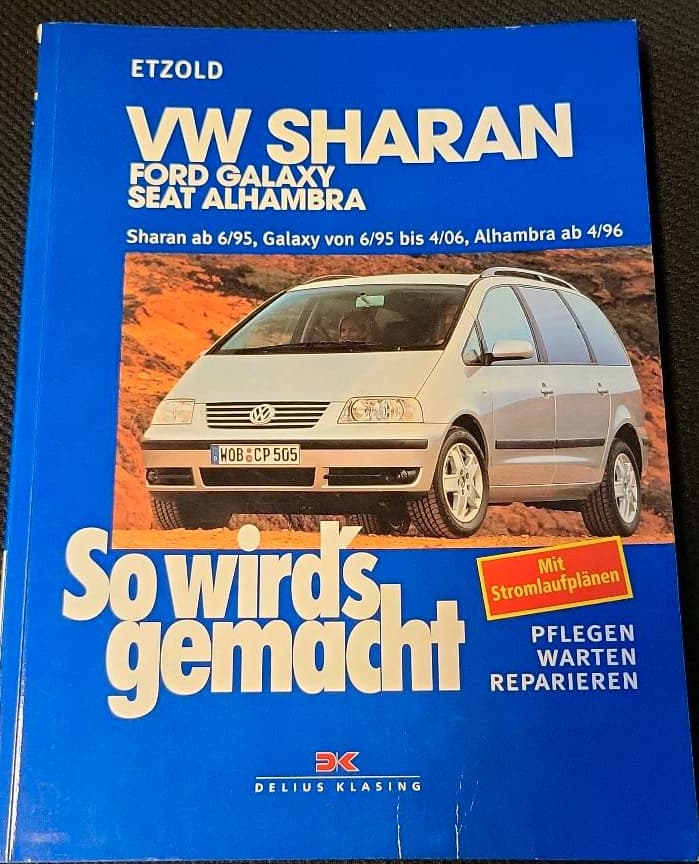 ETZOLD
VW SHARAN
FORD GALAXY
SEAT ALHAMBRA
Sharan ab 6/95, Galaxy von 6/95 bis 4/06, Alhambra ab 4/96
WOB CP 505
So wird's
gemacht
Mit
Stromlaufplänen
PFLEGEN
WARTEN
REPARIEREN
DK
DELIUS KLASING